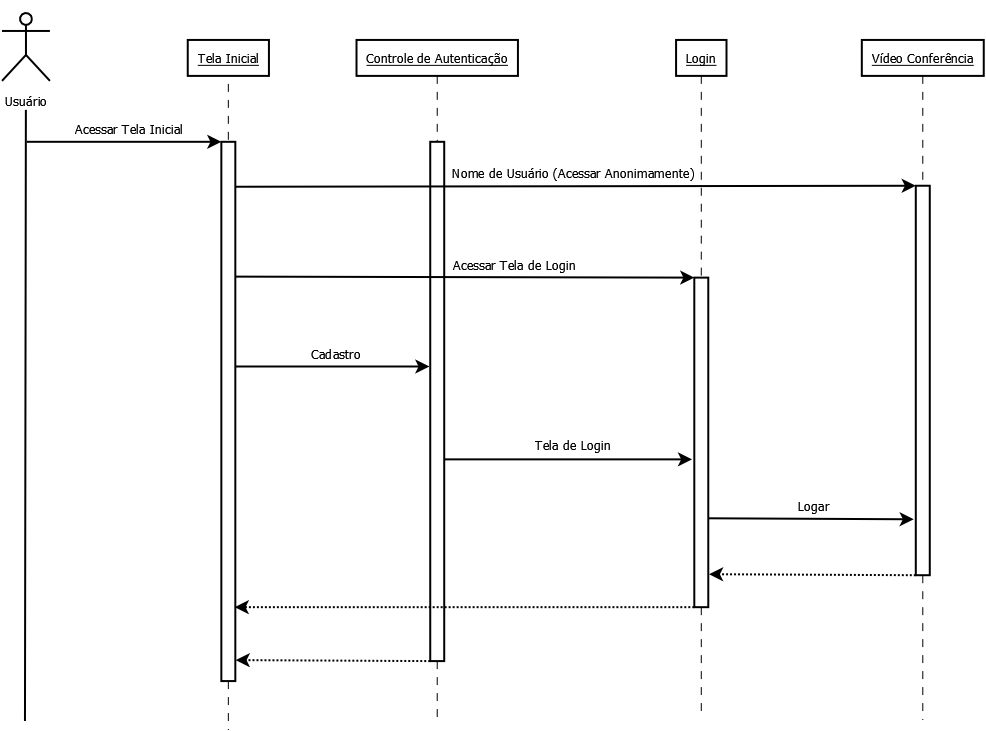 Tela Inicial
Controle de Autenticação
Login
Vídeo Conferência
Usuário
Acessar Tela Inicial
Nome de Usuário (Acessar Anonimamente)
Acessar Tela de Login
Cadastro
Tela de Login
Logar